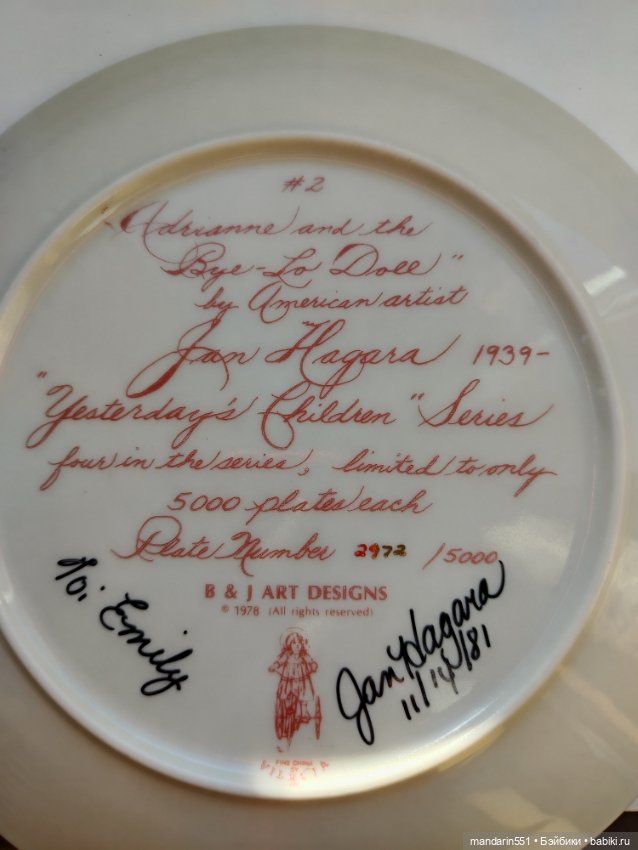 #2
"Adrianne and the
Bye-Lo Doll"
by American artist
Jan Hagara 1939-
"Yesterday's Children" Series
four in the series, limited to only
5000 plates each
Plate Number 2972 /5000
B & J ART DESIGNS
© 1978 (All rights reserved)
To: Emily
Jan Hagara
11/14/81
FINE CHINA
mandarin551 • Бэйбики • babiki.ru